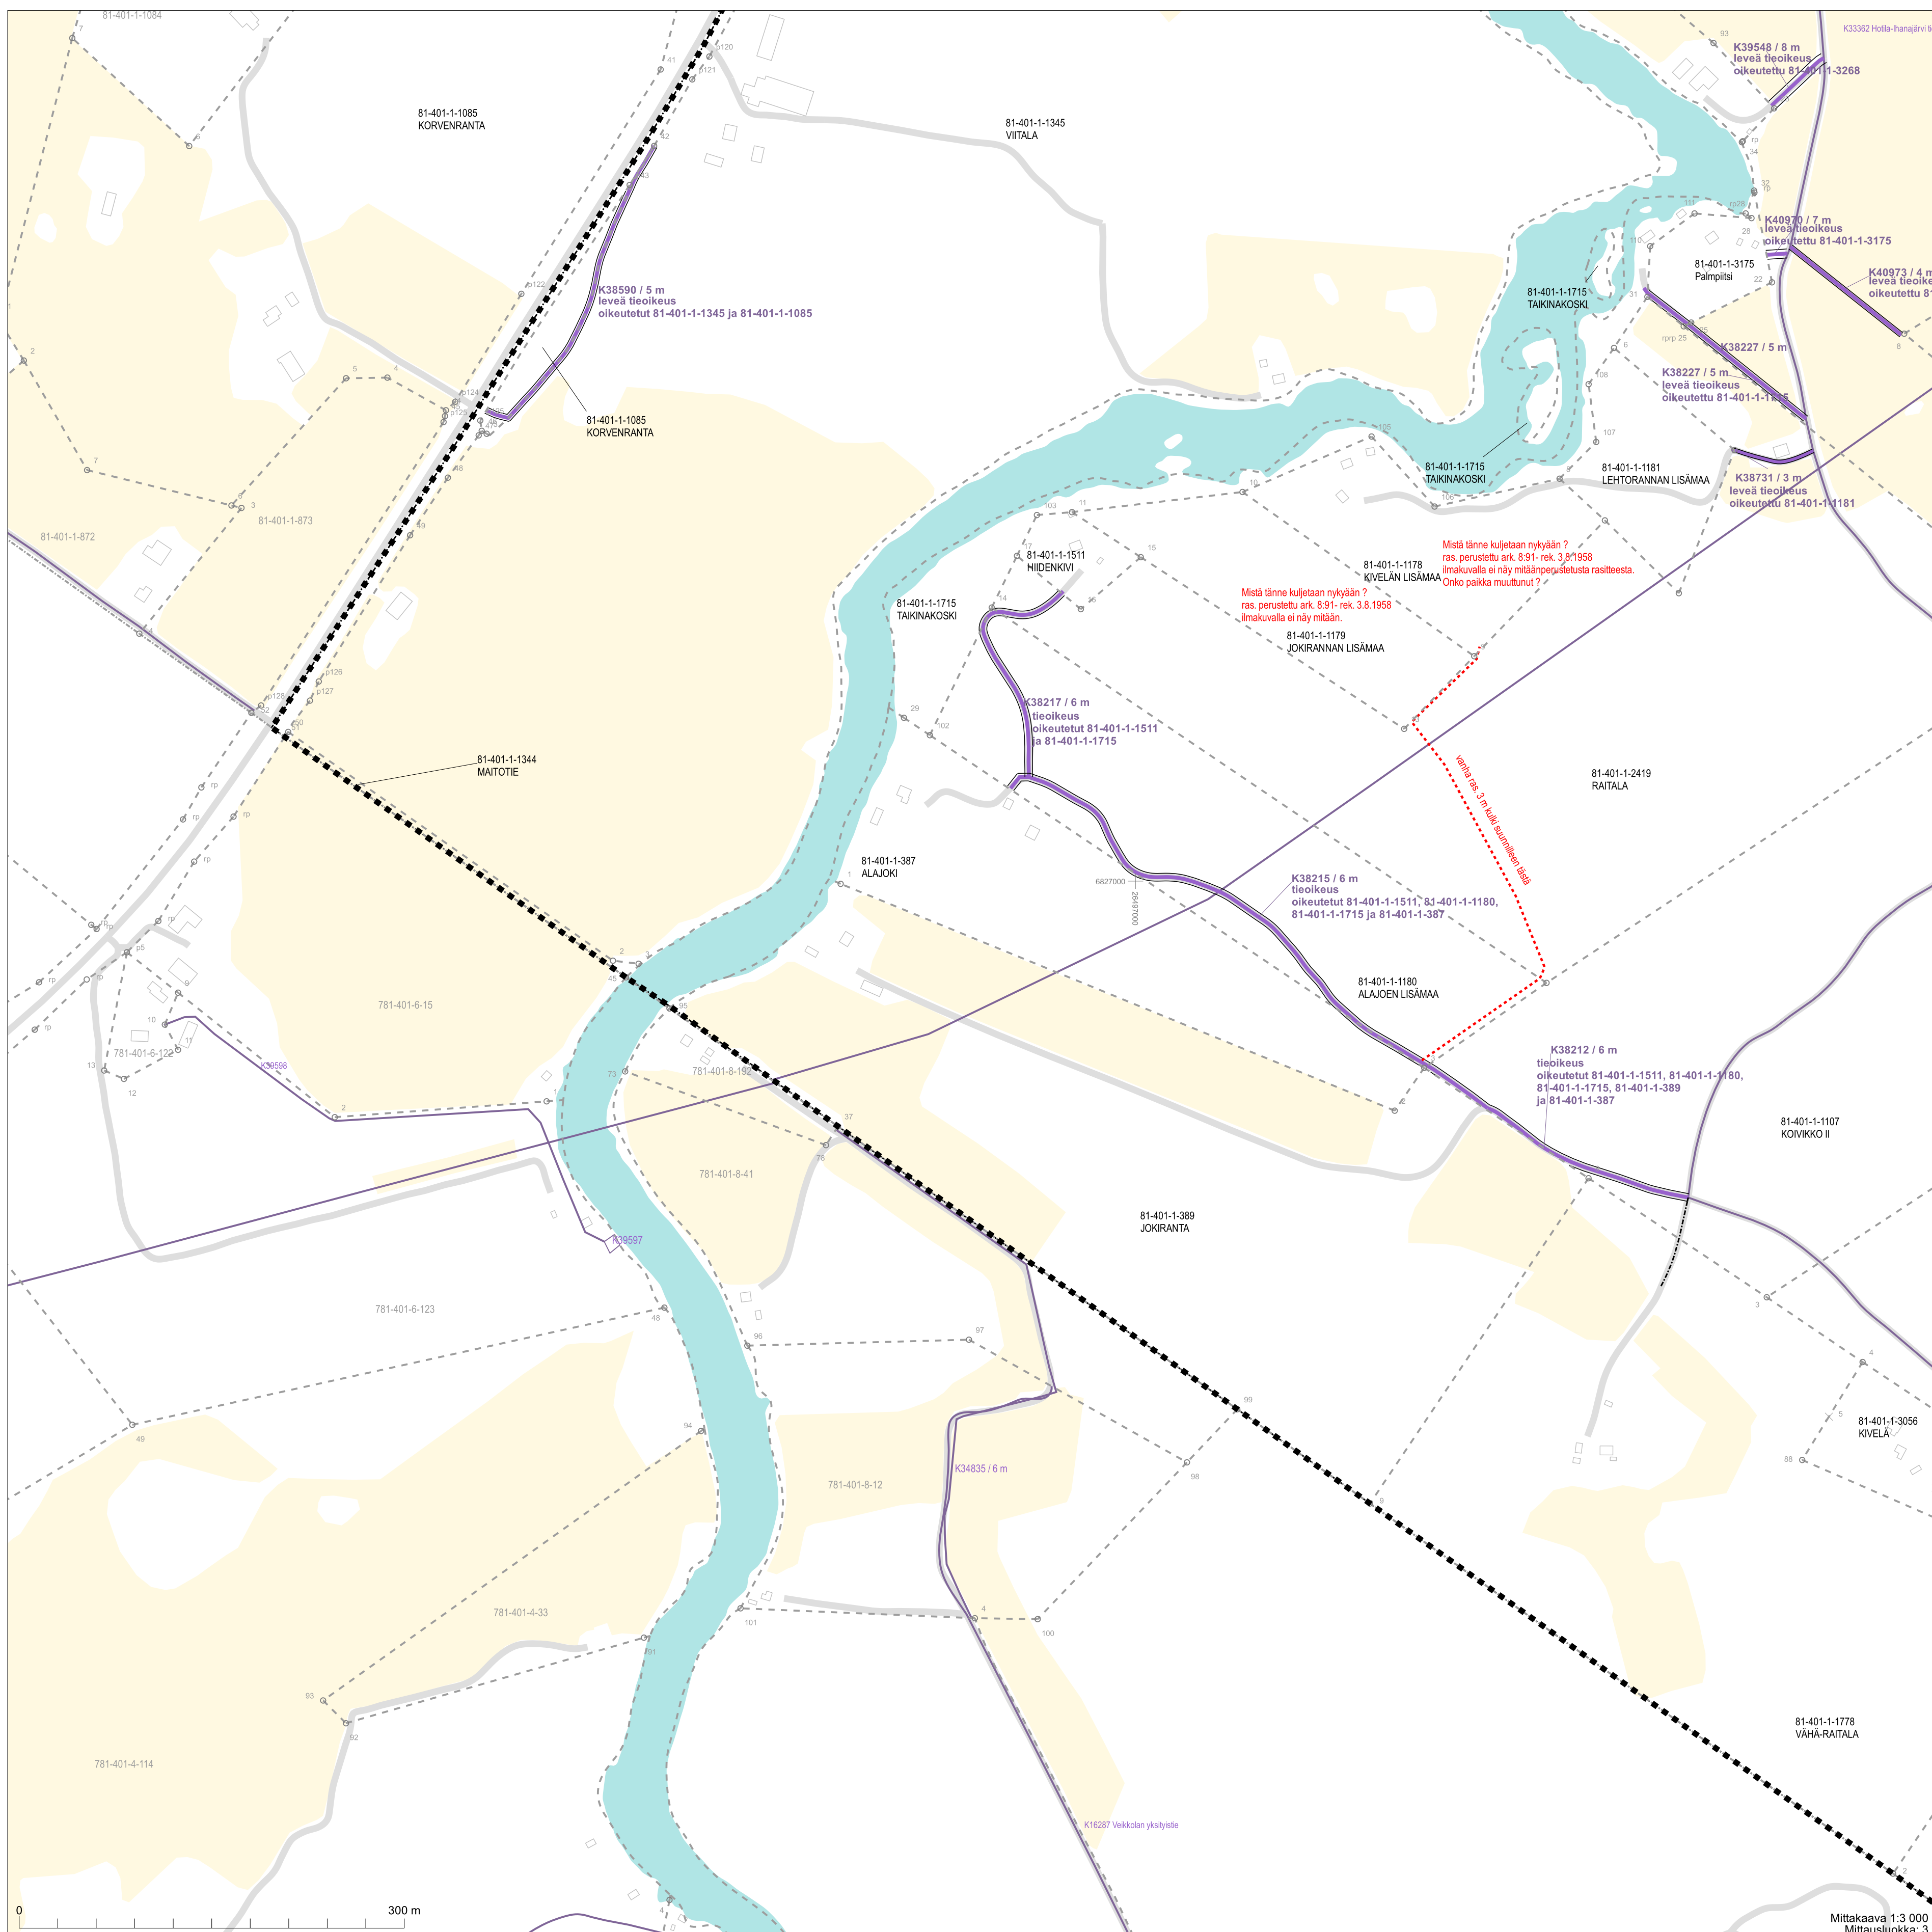 81-401-1-1084
81-401-1-1085
KORVENRANTA
81-401-1-1345
VIITALA
K33362 Hotila-Ihanajärvi ti
K39548 / 8 m
leveä tieoikeus
oikeutettu 81-401-1-3268
K40970 / 7 m
leveä tieoikeus
oikeutettu 81-401-1-3175
81-401-1-3175
Palmpiitsi
K40973 / 4 m
leveä tieoike
oikeutettu 81
81-401-1-1715
TAIKINAKOSKI
K38590 / 5 m
leveä tieoikeus
oikeutetut 81-401-1-1345 ja 81-401-1-1085
K38227 / 5 m
K38227 / 5 m
leveä tieoikeus
81-401-1-1085
KORVENRANTA
81-401-1-1715
TAIKINAKOSKI
81-401-1-1181
LEHTORANNAN LISÄMAA
K38731 / 3 m
leveä tieoikeus
oikeutettu 81-401-1-1181
81-401-1-873
81-401-1-872
81-401-1-1511
HIIDENKIVI
81-401-1-1178
KIVELÄN LISÄMAA
Mistä tänne kuljetaan nykyään ?
ras. perustettu ark. 8:91- rek. 3.8.1958
ilmakuvalla ei näy mitäänperustetusta rasitteesta.
Onko paikka muuttunut ?
Mistä tänne kuljetaan nykyään ?
ras. perustettu ark. 8:91- rek. 3.8.1958
ilmakuvalla ei näy mitään.
81-401-1-1715
TAIKINAKOSKI
81-401-1-1179
JOKIRANNAN LISÄMAA
K38217 / 6 m
tieoikeus
oikeutetut 81-401-1-1511
ja 81-401-1-1715
81-401-1-1344
MAITOTIE
81-401-1-2419
RAITALA
vanha ras. 3 m kulki suunnilleen tästä
81-401-1-387
ALAJOKI
6827000
26497000
K38215 / 6 m
tieoikeus
oikeutetut 81-401-1-1511, 81-401-1-1180,
81-401-1-1715 ja 81-401-1-387
81-401-1-1180
ALAJOEN LISÄMAA
781-401-6-15
781-401-6-122
K39598
781-401-8-192
K38212 / 6 m
tieoikeus
oikeutetut 81-401-1-1511, 81-401-1-1180,
81-401-1-1715, 81-401-1-389
ja 81-401-1-387
81-401-1-1107
KOIVIKKO II
781-401-8-41
81-401-1-389
JOKIRANTA
K39597
781-401-6-123
81-401-1-3056
KIVELÄ
K34835 / 6 m
781-401-8-12
781-401-4-33
781-401-4-114
81-401-1-1778
VÄHÄ-RAITALA
K16287 Veikkolan yksityistie
0
300 m
Mittakaava 1:3 000
Mittausluokka: 3